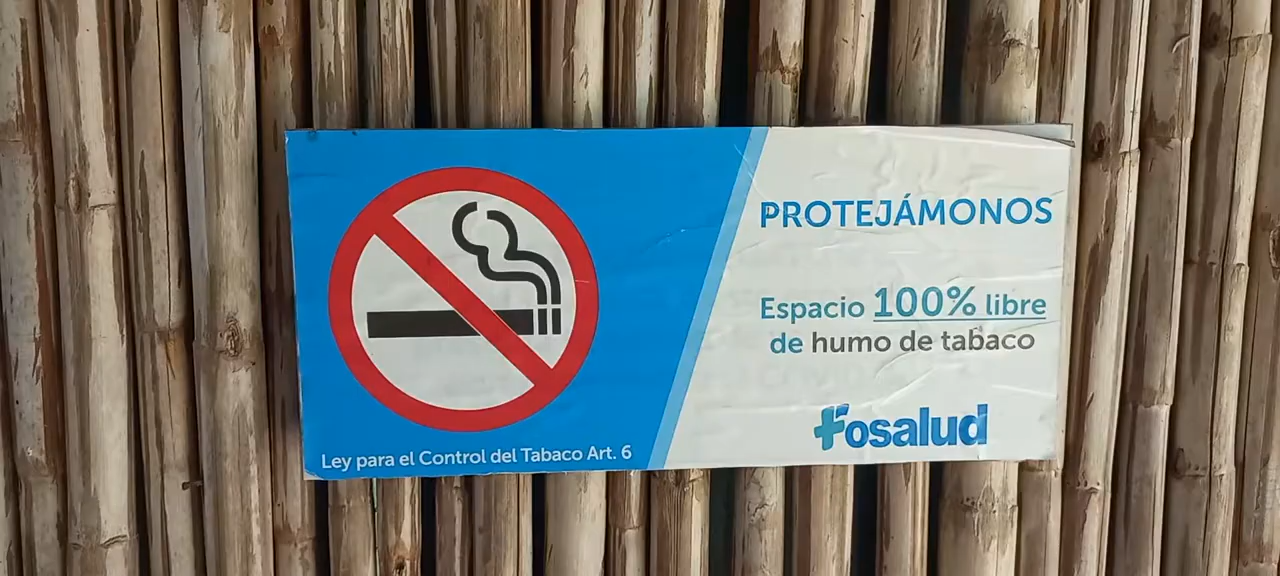 PROTEJÁMONOS
Espacio 100% libre
de humo de tabaco
Fosalud
Ley para el Control del Tabaco Art. 6